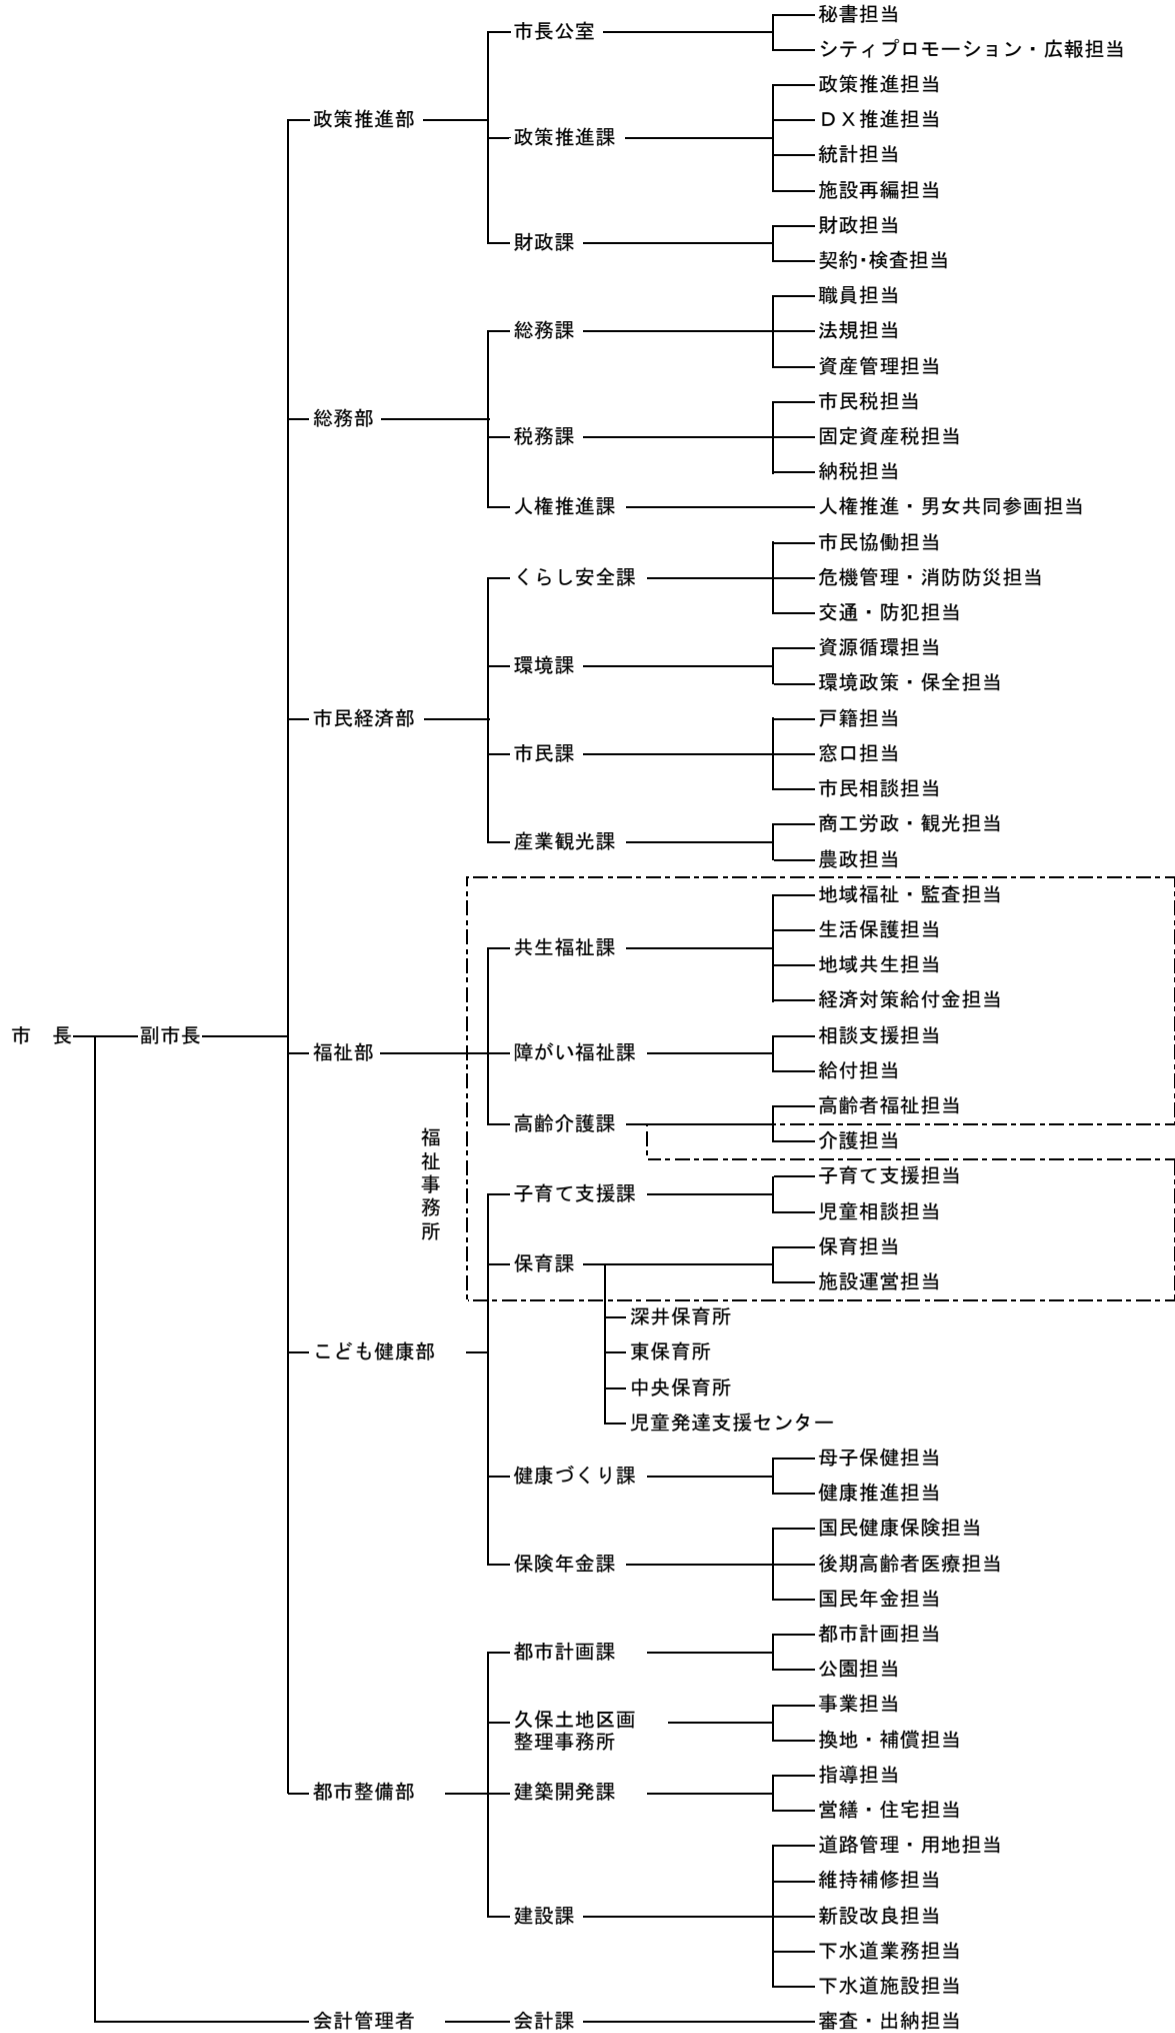 秘書担当
市長公室
シティプロモーション・広報担当
政策推進担当
政策推進部
ＤＸ推進担当
政策推進課
統計担当
施設再編担当
財政担当
財政課
契約・検査担当
職員担当
総務課
法規担当
資産管理担当
市民税担当
総務部
税務課
固定資産税担当
納税担当
人権推進課
人権推進・男女共同参画担当
市民協働担当
くらし安全課
危機管理・消防防災担当
交通・防犯担当
資源循環担当
環境課
環境政策・保全担当
市民経済部
戸籍担当
市民課
窓口担当
市民相談担当
商工労政・観光担当
産業観光課
農政担当
地域福祉・監査担当
生活保護担当
共生福祉課
地域共生担当
経済対策給付金担当
市　長
副市長
相談支援担当
福祉部
障がい福祉課
給付担当
高齢者福祉担当
高齢介護課
介護担当
福祉事務所
子育て支援担当
子育て支援課
児童相談担当
保育担当
保育課
施設運営担当
深井保育所
こども健康部
東保育所
中央保育所
児童発達支援センター
母子保健担当
健康づくり課
健康推進担当
国民健康保険担当
保険年金課
後期高齢者医療担当
国民年金担当
都市計画担当
都市計画課
公園担当
事業担当
久保土地区画
整理事務所
換地・補償担当
指導担当
都市整備部
建築開発課
営繕・住宅担当
道路管理・用地担当
維持補修担当
建設課
新設改良担当
下水道業務担当
下水道施設担当
会計管理者
会計課
審査・出納担当